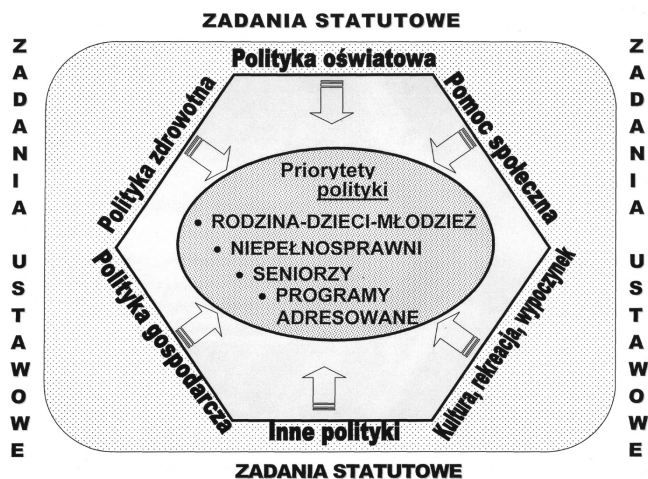 ZADANIA STATUTOWE
ZADANIA USTAWOWE
ZADANIA USTAWOWE
Polityka oświatowa
Polityka zdrowotna
Pomoc społeczna
Priorytety
polityki
• RODZINA-DZIECI-MŁODZIEŻ
• NIEPEŁNOSPRAWNI
• SENIORZY
• PROGRAMY
ADRESOWANE
Polityka gospodarcza
Kultura, rekreacja, wypoczynek
Inne polityki
ZADANIA STATUTOWE